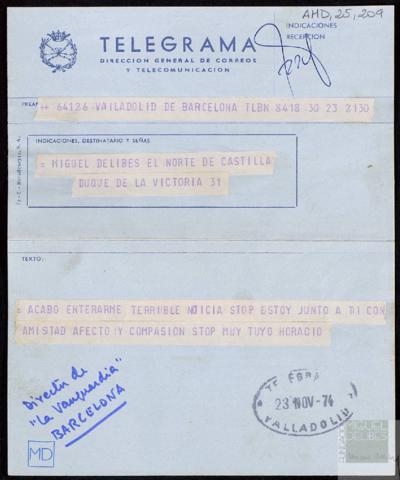 AMD, 25, 209
TELEGRAMA
DIRECCION GENERAL DE CORREOS
Y TELECOMUNICACION
INDICACIONES
RECEPCION
++ 64126 VALLADOLID DE BARCELONA TLBN 8418 30 23 2130
INDICACIONES, DESTINATARIO Y SEÑAS
= MIGUEL DELIBES EL NORTE DE CASTILLA
DUQUE DE LA VICTORIA 31
TEXTO:
= ACABO ENTERARME TERRIBLE NOTICIA STOP ESTOY JUNTO A TI CON
AMISTAD AFECTO Y COMPASION STOP MUY TUYO HORACIO
Director de
"La Vanguardia"
BARCELONA
MD
23 NOV-74
VALLADOLID
MIGUEL
DELIBES